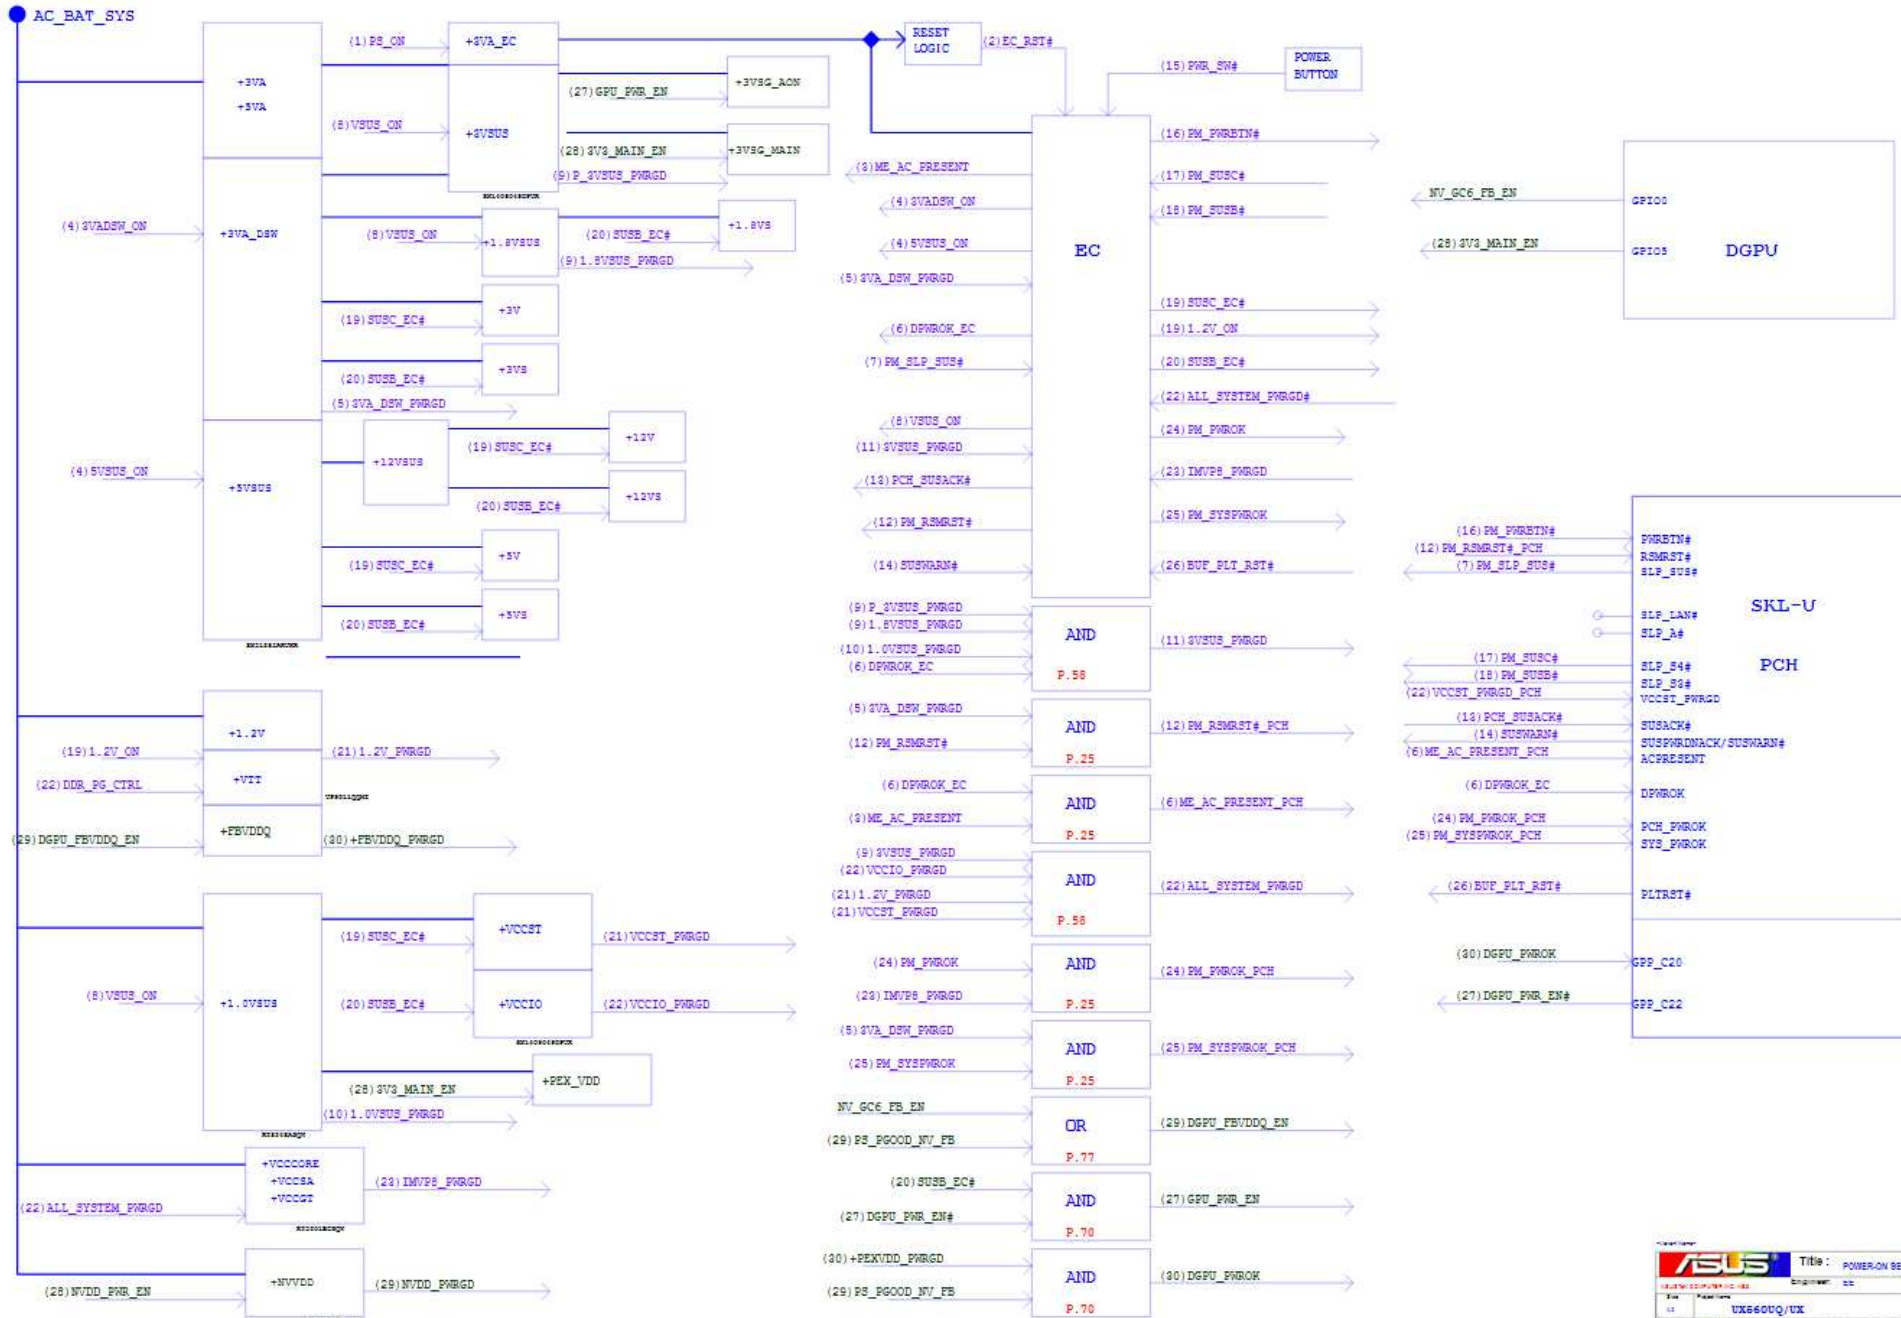 AC_BAT_SYS
+3VA
+5VA
(1)PS_ON
+3VA_EC
(8)VSUS_ON
+3VSUS
(27)GPU_PWR_EN
+3VSG_AON
(28)3V3_MAIN_EN
+3VSG_MAIN
(9)P_3VSUS_PWRGD
(4)3VADSW_ON
+3VA_DSW
(8)VSUS_ON
+1.8VSUS
(20)SUSB_EC#
+1.8VS
(9)1.8VSUS_PWRGD
(19)SUSC_EC#
+3V
(20)SUSB_EC#
+3VS
(5)3VA_DSW_PWRGD
(4)5VSUS_ON
+5VSUS
+12VSUS
(19)SUSC_EC#
+12V
(20)SUSB_EC#
+12VS
(19)SUSC_EC#
+5V
(20)SUSB_EC#
+5VS
+1.2V
(19)1.2V_ON
(21)1.2V_PWRGD
+VTT
(22)DDR_PG_CTRL
+FBVDDQ
(29)DGPU_FBVDDQ_EN
(30)+FBVDDQ_PWRGD
(8)VSUS_ON
+1.0VSUS
(19)SUSC_EC#
+VCCST
(21)VCCST_PWRGD
(20)SUSB_EC#
+VCCIO
(22)VCCIO_PWRGD
(28)3V3_MAIN_EN
+PEX_VDD
(10)1.0VSUS_PWRGD
+VCCCORE
+VCCSA
+VCCGT
(22)ALL_SYSTEM_PWRGD
(23)IMVP8_PWRGD
(28)NVDD_PWR_EN
+NVVDD
(29)NVDD_PWRGD
RESET
LOGIC
(2)EC_RST#
(15)PWR_SW#
POWER
BUTTON
EC
(3)ME_AC_PRESENT
(4)3VADSW_ON
(4)5VSUS_ON
(5)3VA_DSW_PWRGD
(6)DPWROK_EC
(7)PM_SLP_SUS#
(8)VSUS_ON
(11)3VSUS_PWRGD
(13)PCH_SUSACK#
(12)PM_RSMRST#
(14)SUSWARN#
(16)PM_PWRBTN#
(17)PM_SUSC#
(18)PM_SUSB#
(19)SUSC_EC#
(19)1.2V_ON
(20)SUSB_EC#
(22)ALL_SYSTEM_PWRGD#
(24)PM_PWROK
(23)IMVP8_PWRGD
(25)PM_SYSPWROK
(26)BUF_PLT_RST#
(9)P_3VSUS_PWRGD
(9)1.8VSUS_PWRGD
(10)1.0VSUS_PWRGD
(6)DPWROK_EC
AND
P.58
(11)3VSUS_PWRGD
(5)3VA_DSW_PWRGD
(12)PM_RSMRST#
AND
P.25
(12)PM_RSMRST#_PCH
(6)DPWROK_EC
(3)ME_AC_PRESENT
AND
P.25
(6)ME_AC_PRESENT_PCH
(9)3VSUS_PWRGD
(22)VCCIO_PWRGD
(21)1.2V_PWRGD
(21)VCCST_PWRGD
AND
P.58
(22)ALL_SYSTEM_PWRGD
(24)PM_PWROK
(23)IMVP8_PWRGD
AND
P.25
(24)PM_PWROK_PCH
(5)3VA_DSW_PWRGD
(25)PM_SYSPWROK
AND
P.25
(25)PM_SYSPWROK_PCH
NV_GC6_FB_EN
(29)PS_PGOOD_NV_FB
OR
P.77
(29)DGPU_FBVDDQ_EN
(20)SUSB_EC#
(27)DGPU_PWR_EN#
AND
P.70
(27)GPU_PWR_EN
(30)+PEXVDD_PWRGD
(29)PS_PGOOD_NV_FB
AND
P.70
(30)DGPU_PWROK
NV_GC6_FB_EN
(28)3V3_MAIN_EN
GPIO5
DGPU
(16)PM_PWRBTN#
PWRBTN#
(12)PM_RSMRST#_PCH
RSMRST#
(7)PM_SLP_SUS#
SLP_SUS#
SKL-U
PCH
SLP_LAN#
SLP_A#
(17)PM_SUSC#
SLP_S4#
(18)PM_SUSB#
SLP_S3#
(22)VCCST_PWRGD_PCH
VCCST_PWRGD
(13)PCH_SUSACK#
SUSACK#
(14)SUSWARN#
SUSPWRDNACK/SUSWARN#
(6)ME_AC_PRESENT_PCH
ACPRESENT
(6)DPWROK_EC
DPWROK
(24)PM_PWROK_PCH
PCH_PWROK
(25)PM_SYSPWROK_PCH
SYS_PWROK
(26)BUF_PLT_RST#
PLTRST#
(30)DGPU_PWROK
GPP_C20
(27)DGPU_PWR_EN#
GPP_C22
ASUS
Title :
POWER-ON SE
Engineer: EE
UX560UQ/UX